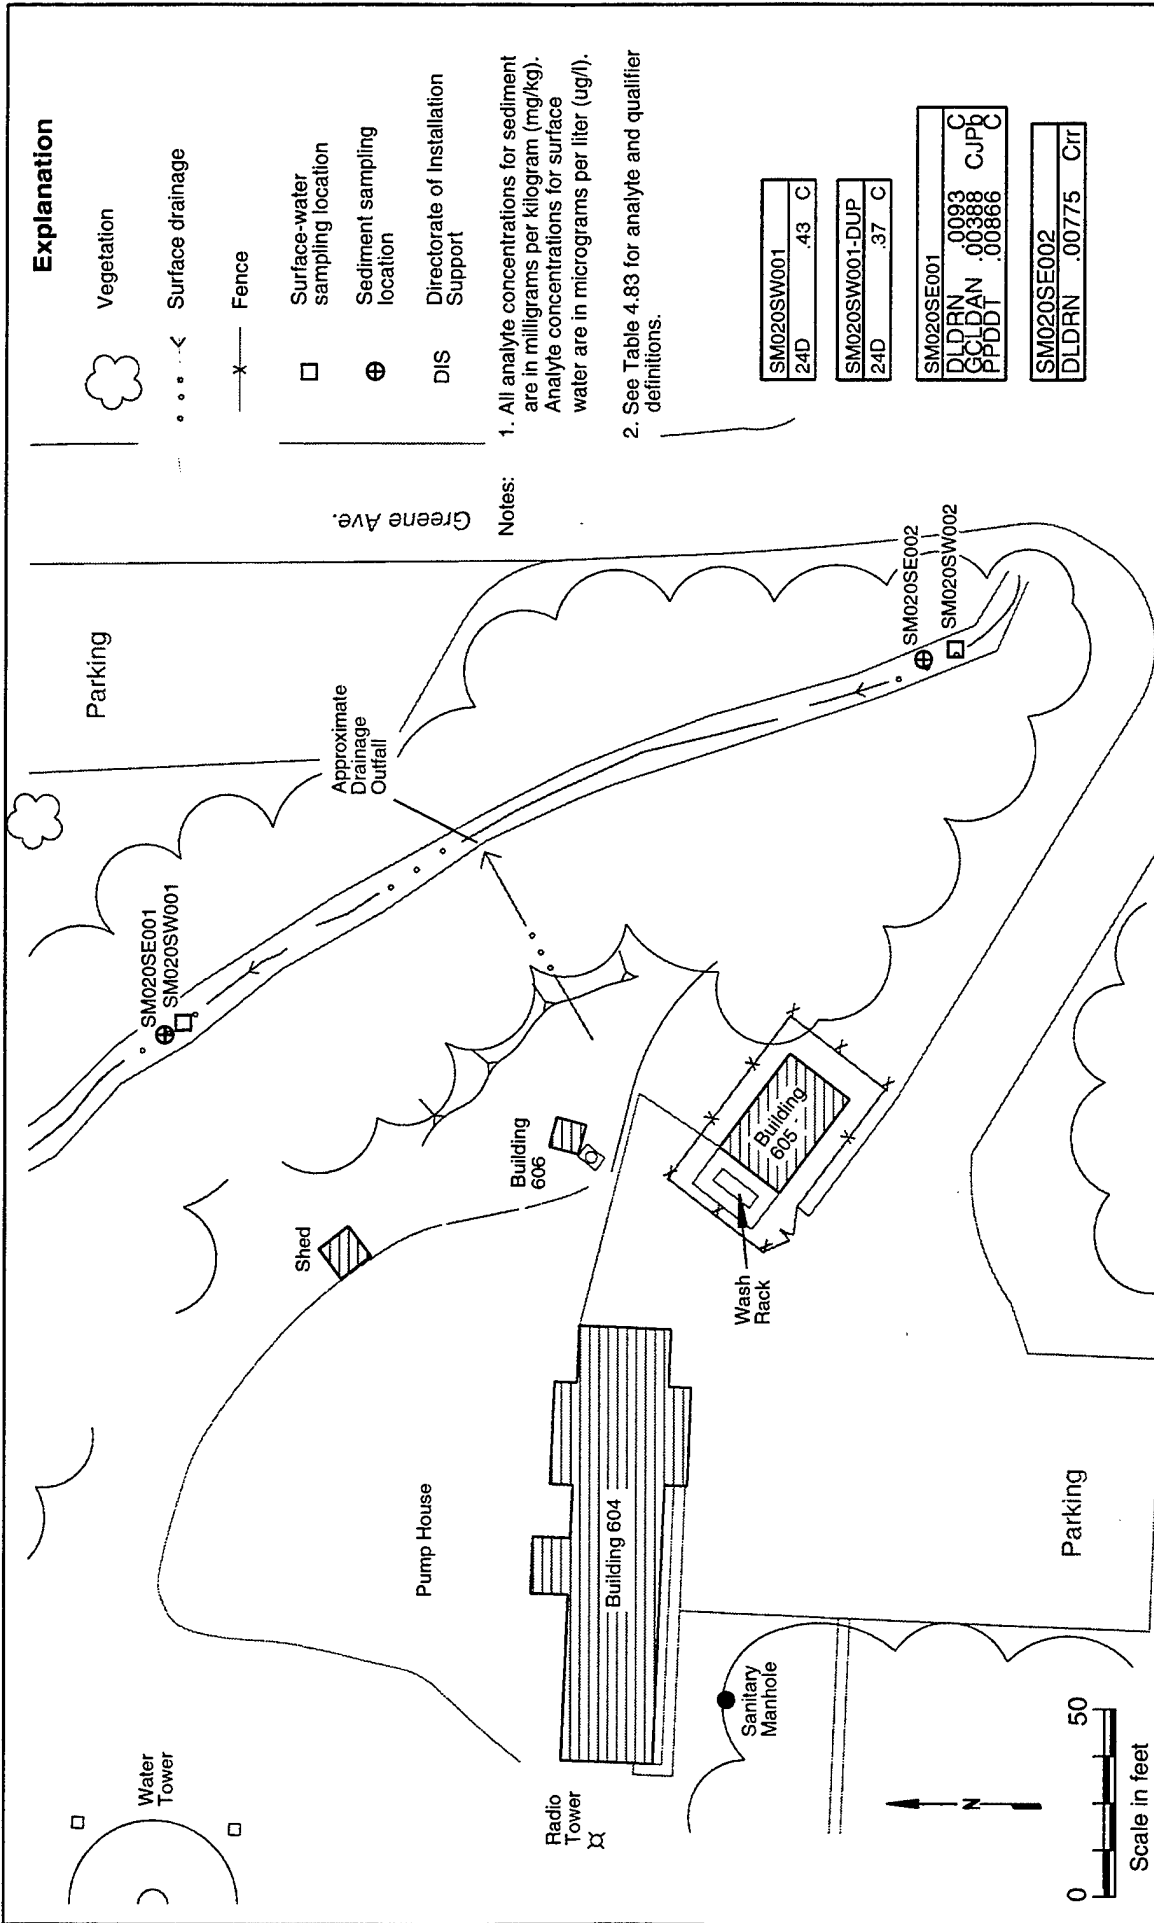 Explanation
Vegetation
Surface drainage
Fence
Surface-water
sampling location
Sediment sampling
location
DIS Directorate of Installation
Support
Notes: 1. All analyte concentrations for sediment
are in milligrams per kilogram (mg/kg).
Analyte concentrations for surface
water are in micrograms per liter (ug/l).
2. See Table 4.83 for analyte and qualifier
definitions.
SM020SW001
24D .43 C
SM020SW001-DUP
24D .37 C
SM020SE001
DLDRN .0093 C
GCLDAN .00388 CJPb
PPDDT .00866 C
SM020SE002
DLDRN .00775 Crr
Greene Ave.
Parking
Approximate
Drainage
Outfall
SM020SE001
SM020SW001
SM020SE002
SM020SW002
Building
606
Shed
Building
605
Wash
Rack
Pump House
Building 604
Parking
Sanitary
Manhole
Water
Tower
Radio
Tower
N
0 50
Scale in feet